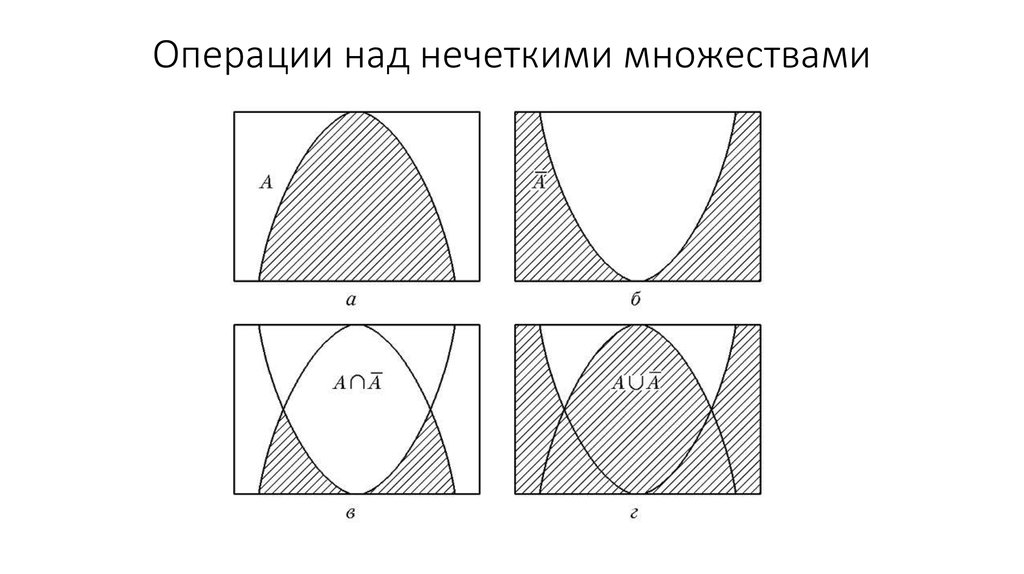 Операции над нечеткими множествами
A
A̅
а
б
A∩A̅
A∪A̅
в
г